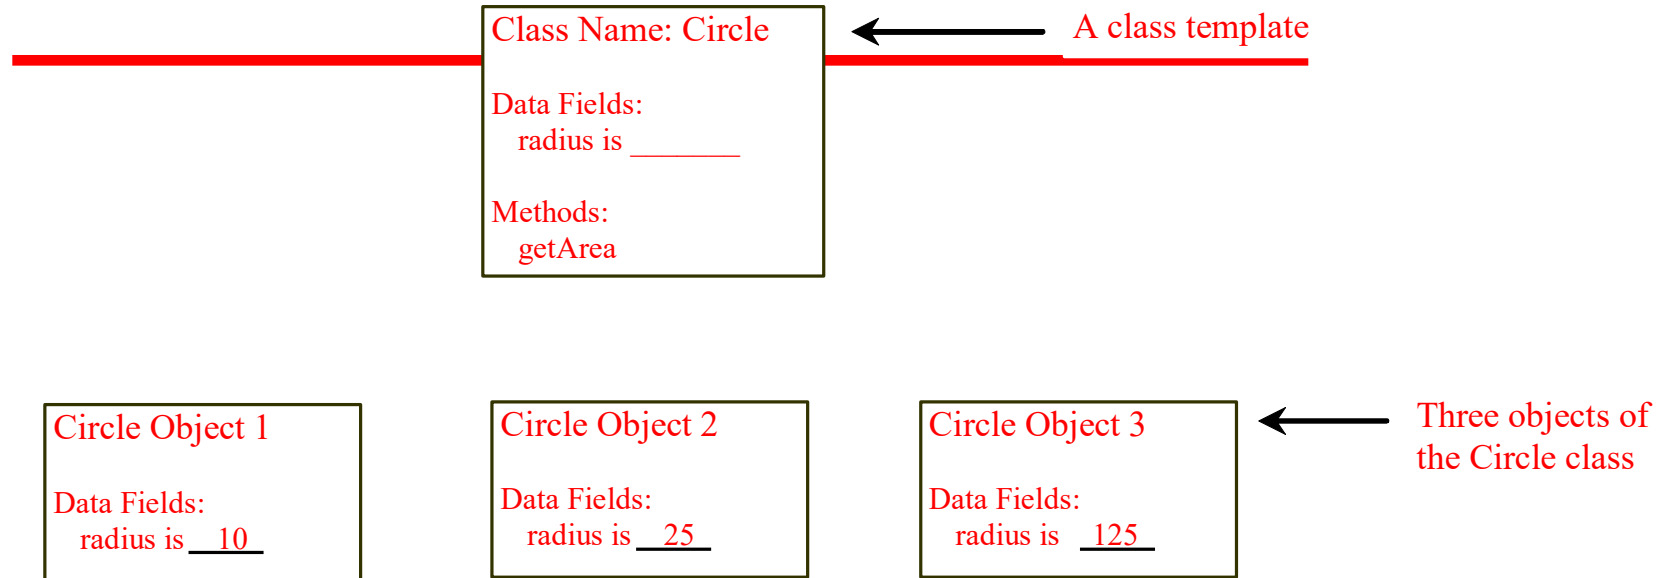 Class Name: Circle
A class template
Data Fields:
radius is _______
Methods:
getArea
Circle Object 1
Data Fields:
radius is 10
Circle Object 2
Data Fields:
radius is 25
Circle Object 3
Data Fields:
radius is 125
Three objects of
the Circle class